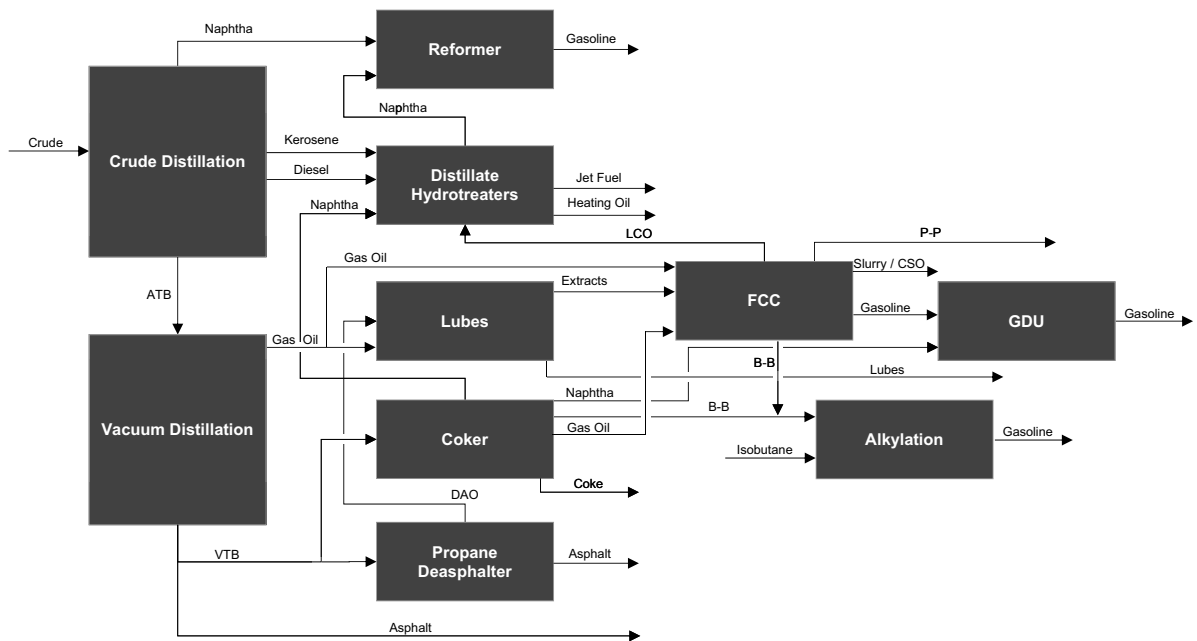 Naphtha
Reformer
Gasoline
Naphtha
Crude
Crude Distillation
Kerosene
Diesel
Naphtha
Distillate
Hydrotreaters
Jet Fuel
Heating Oil
LCO
P-P
ATB
Gas Oil
Extracts
FCC
Slurry / CSO
Gasoline
GDU
Gasoline
Gas Oil
Lubes
B-B
Lubes
Vacuum Distillation
Coker
Naphtha
B-B
Gas Oil
Alkylation
Gasoline
Isobutane
Coke
DAO
VTB
Propane
Deasphalter
Asphalt
Asphalt